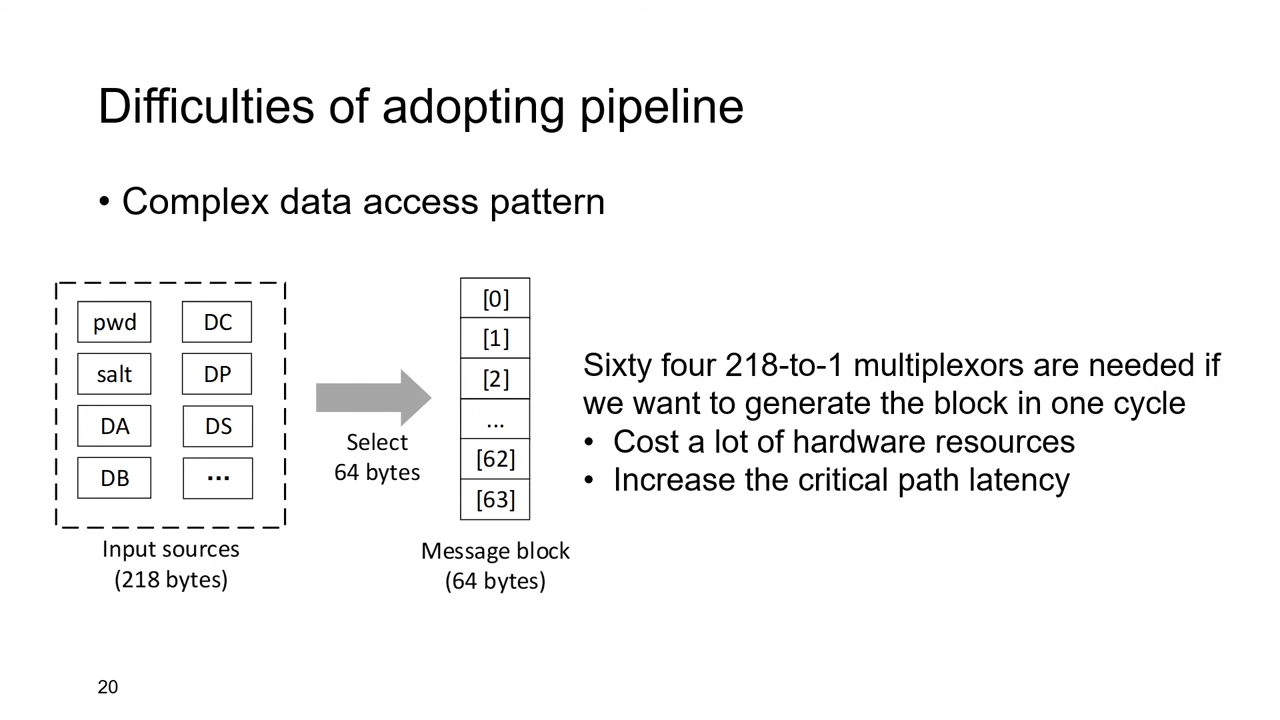 Difficulties of adopting pipeline
• Complex data access pattern
pwd
DC
salt
DP
DA
DS
DB
...
Input sources
(218 bytes)
Select
64 bytes
[0]
[1]
[2]
...
[62]
[63]
Message block
(64 bytes)
Sixty four 218-to-1 multiplexors are needed if
we want to generate the block in one cycle
• Cost a lot of hardware resources
• Increase the critical path latency
20